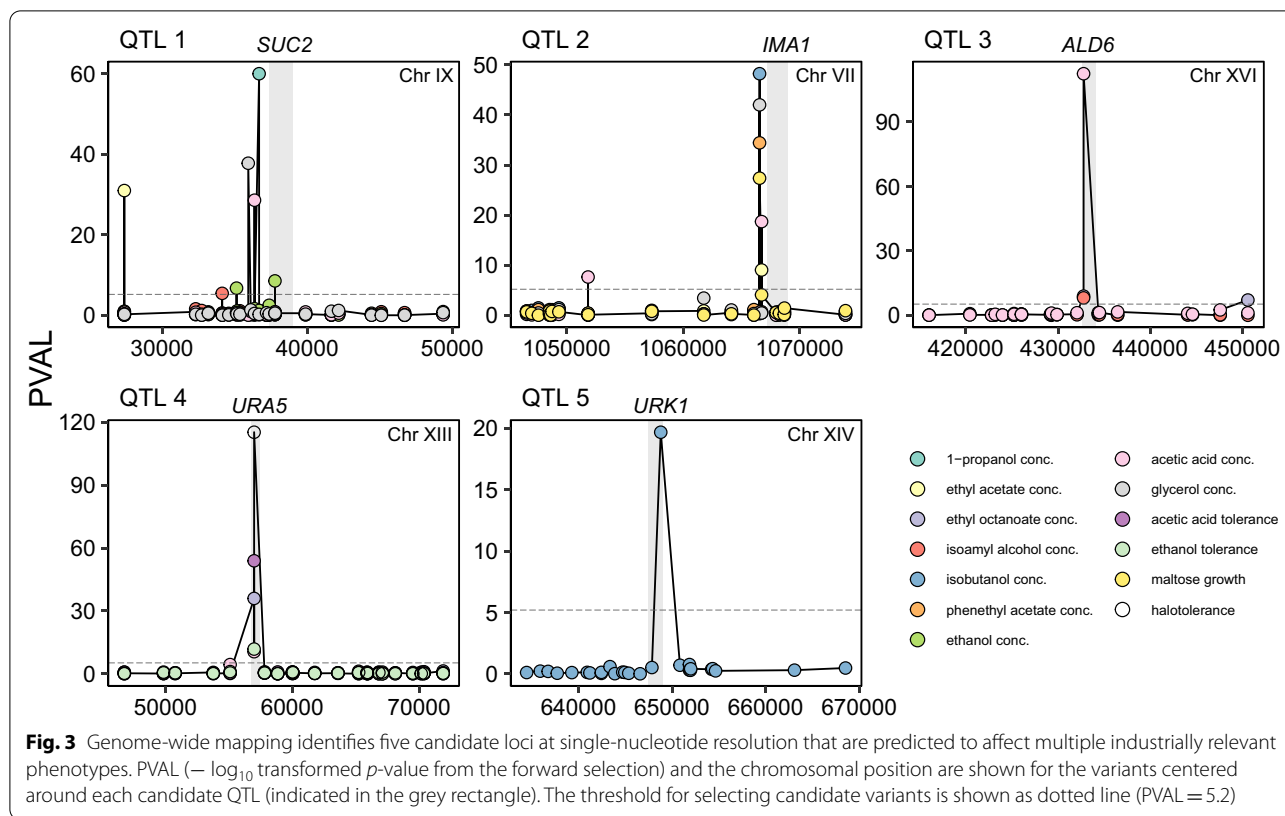 QTL 1 SUC2 QTL 2 IMA1 QTL 3 ALD6
Chr IX Chr VII Chr XVI
60
40
20
0
30000 40000 50000
50
40
30
20
10
0
1050000 1060000 1070000
90
60
30
0
420000 430000 440000 450000
PVAL
QTL 4 URA5 QTL 5 URK1
Chr XIII Chr XIV
120
90
60
30
0
50000 60000 70000
20
15
10
5
0
640000 650000 660000 670000
1−propanol conc.
ethyl acetate conc.
ethyl octanoate conc.
isoamyl alcohol conc.
isobutanol conc.
phenethyl acetate conc.
ethanol conc.
acetic acid conc.
glycerol conc.
acetic acid tolerance
ethanol tolerance
maltose growth
halotolerance
Fig. 3 Genome-wide mapping identifies five candidate loci at single-nucleotide resolution that are predicted to affect multiple industrially relevant
phenotypes. PVAL (− log10 transformed p-value from the forward selection) and the chromosomal position are shown for the variants centered
around each candidate QTL (indicated in the grey rectangle). The threshold for selecting candidate variants is shown as dotted line (PVAL = 5.2)